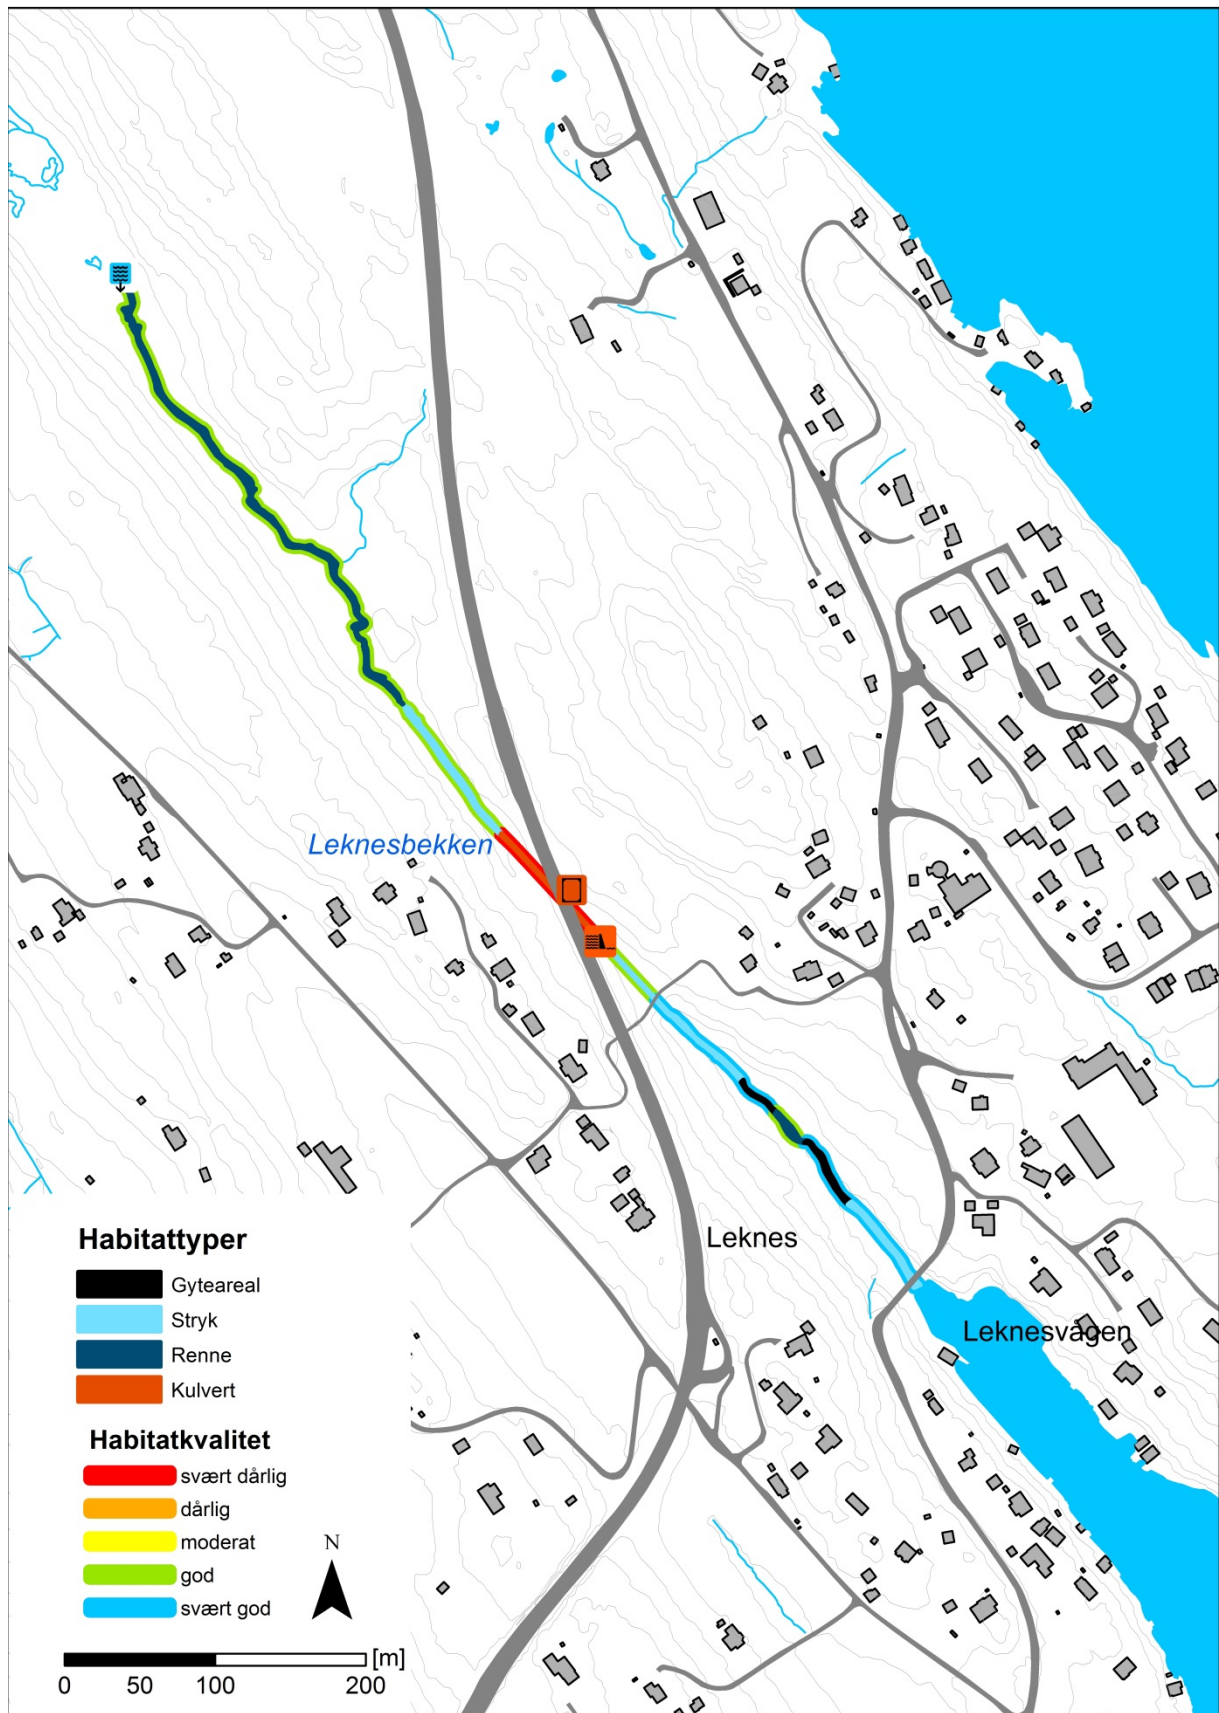 Leknesbekken
Leknes
Leknesvågen
Habitattyper
Gyteareal
Stryk
Renne
Kulvert
Habitatkvalitet
svært dårlig
dårlig
moderat
god
svært god
N
[m]
0 50 100 200